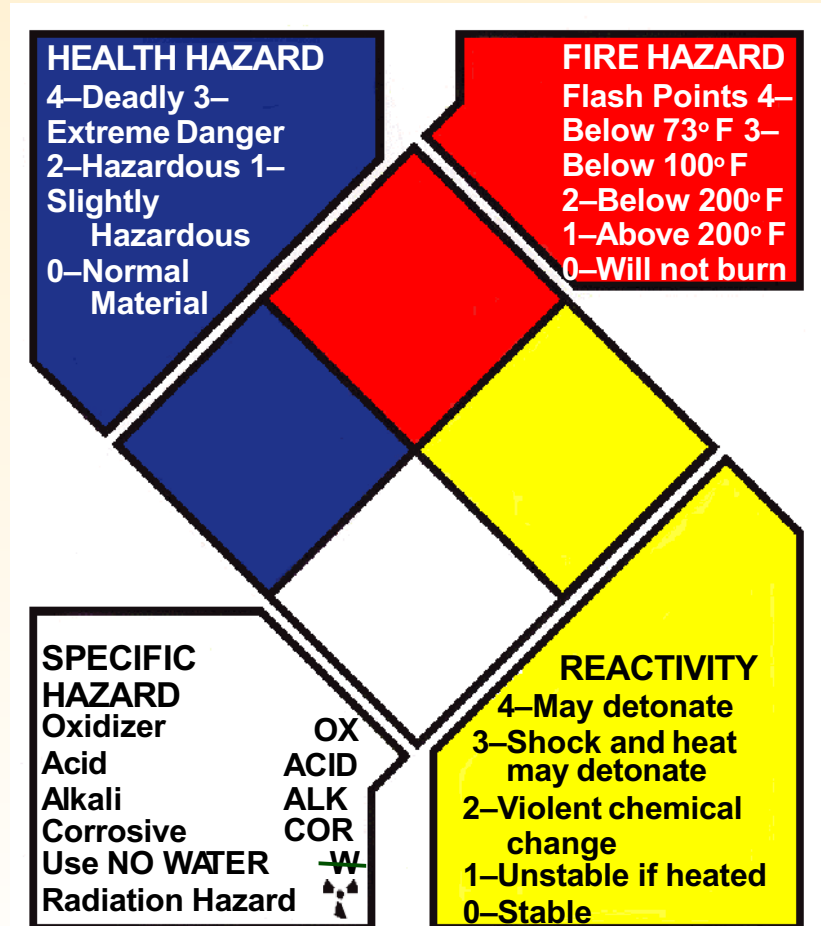 HEALTH HAZARD
4–Deadly 3–
Extreme Danger
2–Hazardous 1–
Slightly
Hazardous
0–Normal
Material
FIRE HAZARD
Flash Points 4–
Below 73° F 3–
Below 100° F
2–Below 200° F
1–Above 200° F
0–Will not burn
SPECIFIC
HAZARD
Oxidizer OX
Acid ACID
Alkali ALK
Corrosive COR
Use NO WATER W
Radiation Hazard
REACTIVITY
4–May detonate
3–Shock and heat
may detonate
2–Violent chemical
change
1–Unstable if heated
0–Stable